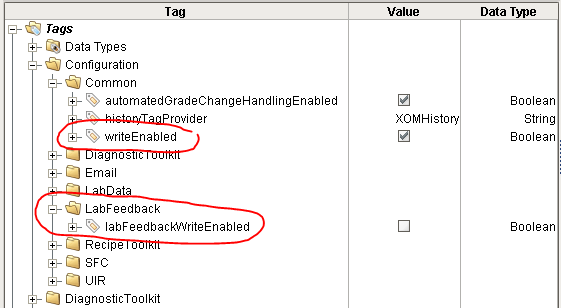 Tag Value Data Type
Tags
Data Types
Configuration
Common
automatedGradeChangeHandlingEnabled Boolean
historyTagProvider XOMHistory String
writeEnabled Boolean
DiagnosticToolkit
Email
LabData
LabFeedback
labFeedbackWriteEnabled Boolean
RecipeToolkit
SFC
UIR
DiagnosticToolkit